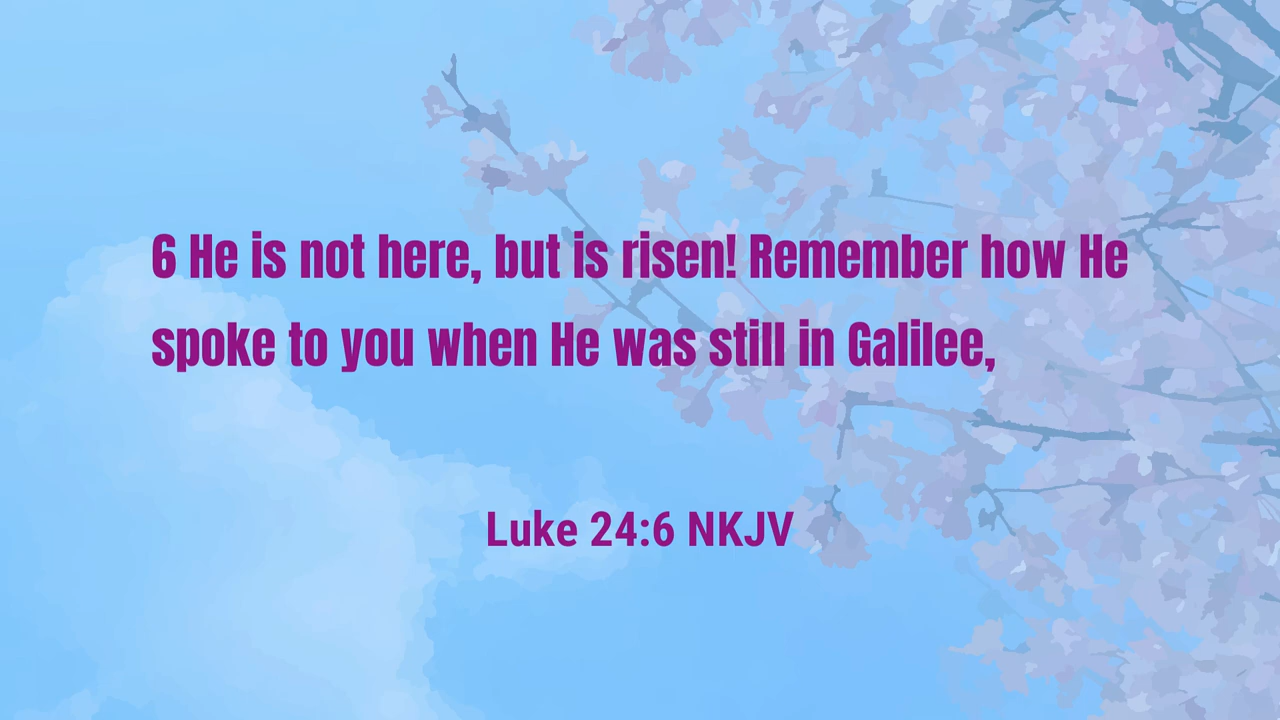 6 He is not here, but is risen! Remember how He
spoke to you when He was still in Galilee,
Luke 24:6 NKJV